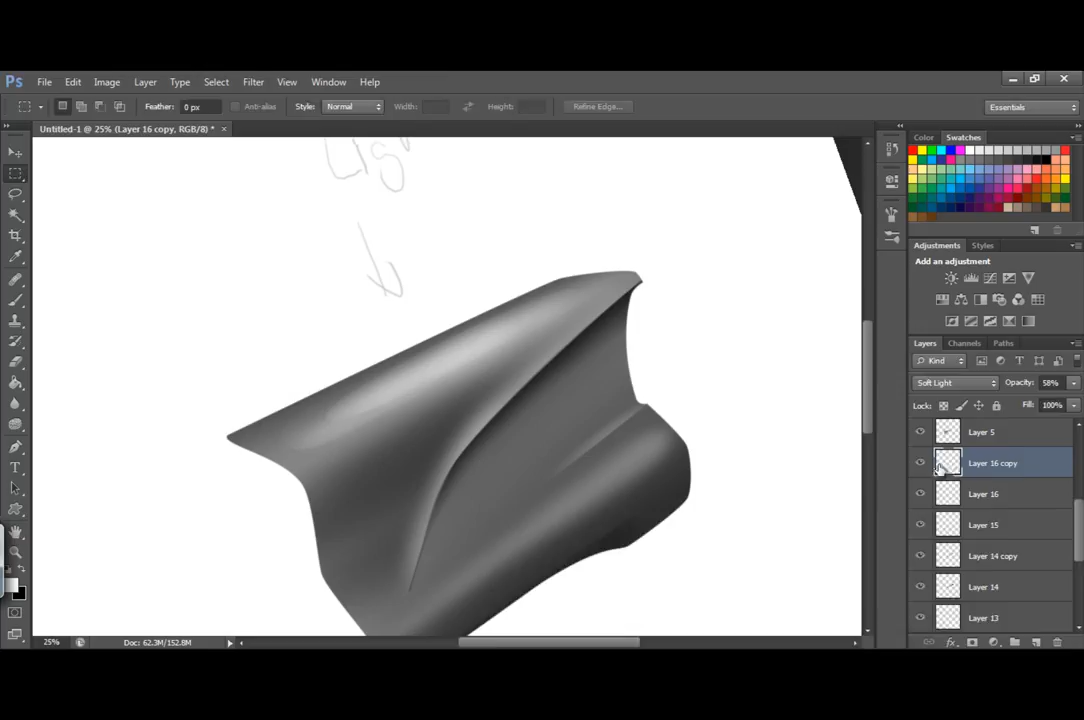 Ps File Edit Image Layer Type Select Filter View Window Help
Feather: 0 px Anti-alias Style: Normal Width: Height: Refine Edge... Essentials
Untitled-1 @ 25% (Layer 16 copy, RGB/8) * ×
Color Swatches
Adjustments Styles
Add an adjustment
Layers Channels Paths
Kind
Soft Light Opacity: 58%
Lock: Fill: 100%
Layer 5
Layer 16 copy
Layer 16
Layer 15
Layer 14 copy
Layer 14
Layer 13
25% Doc: 62.3M/152.8M